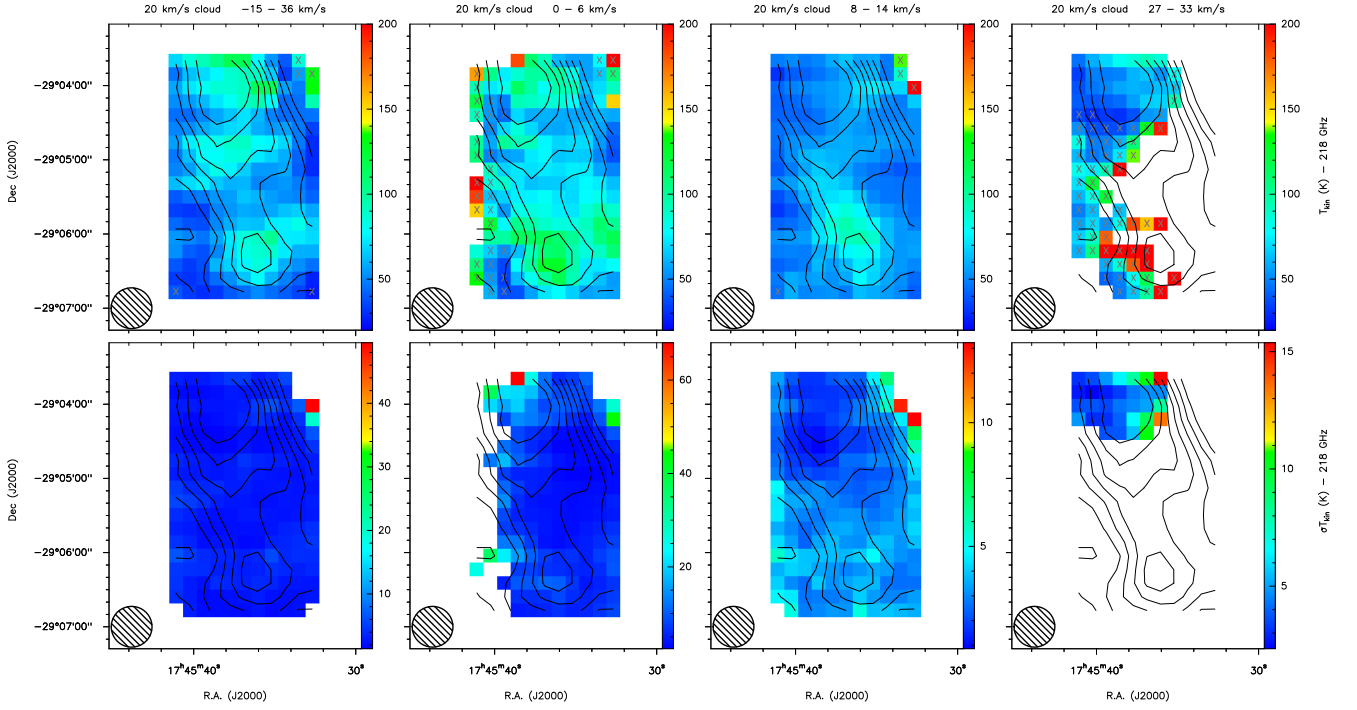 20 km/s cloud −15 − 36 km/s
20 km/s cloud 0 − 6 km/s
20 km/s cloud 8 − 14 km/s
20 km/s cloud 27 − 33 km/s
Dec (J2000)
−29°04'00"
−29°05'00"
−29°06'00"
−29°07'00"
200
150
100
50
200
150
100
50
200
150
100
50
200
150
100
50
T_kin (K) − 218 GHz
Dec (J2000)
−29°04'00"
−29°05'00"
−29°06'00"
−29°07'00"
40
30
20
10
60
40
20
10
5
15
10
5
σT_kin (K) − 218 GHz
17ʰ45ᵐ40ˢ 30ˢ
17ʰ45ᵐ40ˢ 30ˢ
17ʰ45ᵐ40ˢ 30ˢ
17ʰ45ᵐ40ˢ 30ˢ
R.A. (J2000)
R.A. (J2000)
R.A. (J2000)
R.A. (J2000)